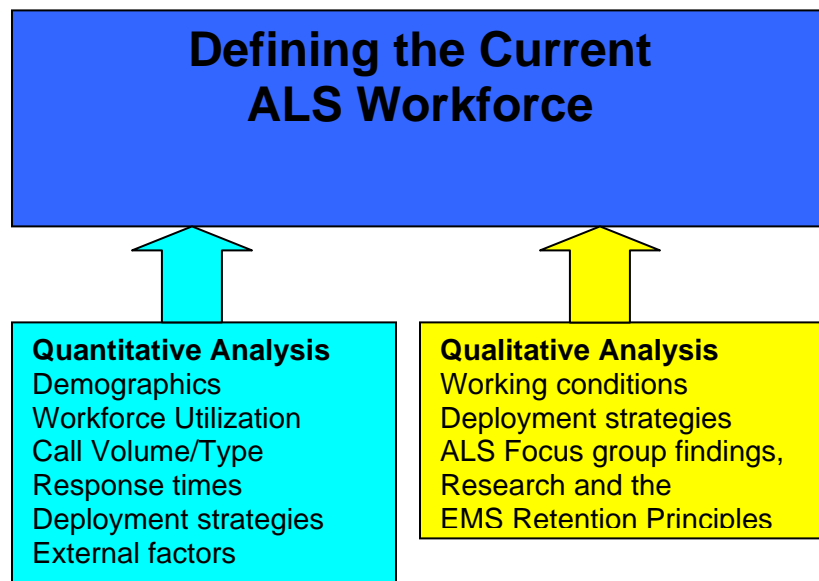 Defining the Current
ALS Workforce
Quantitative Analysis
Demographics
Workforce Utilization
Call Volume/Type
Response times
Deployment strategies
External factors
Qualitative Analysis
Working conditions
Deployment strategies
ALS Focus group findings,
Research and the
EMS Retention Principles